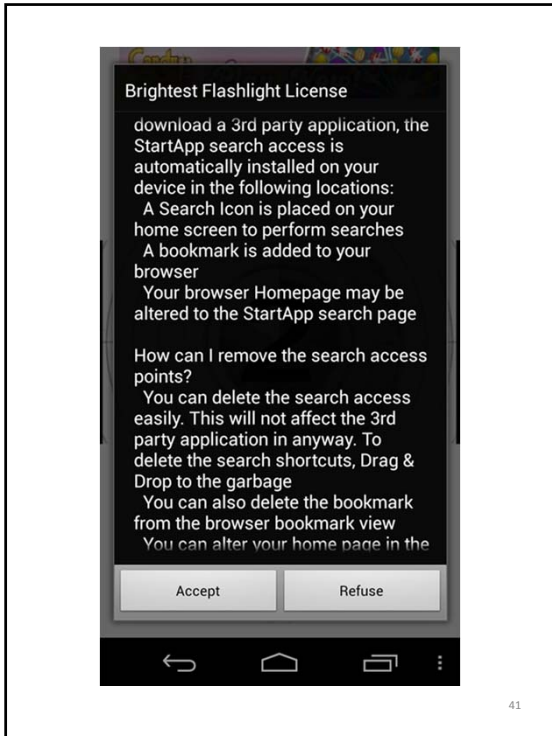 Brightest Flashlight License
download a 3rd party application, the
StartApp search access is
automatically installed on your
device in the following locations:
A Search Icon is placed on your
home screen to perform searches
A bookmark is added to your
browser
Your browser Homepage may be
altered to the StartApp search page
How can I remove the search access
points?
You can delete the search access
easily. This will not affect the 3rd
party application in anyway. To
delete the search shortcuts, Drag &
Drop to the garbage
You can also delete the bookmark
from the browser bookmark view
You can alter your home page in the
Accept Refuse
41